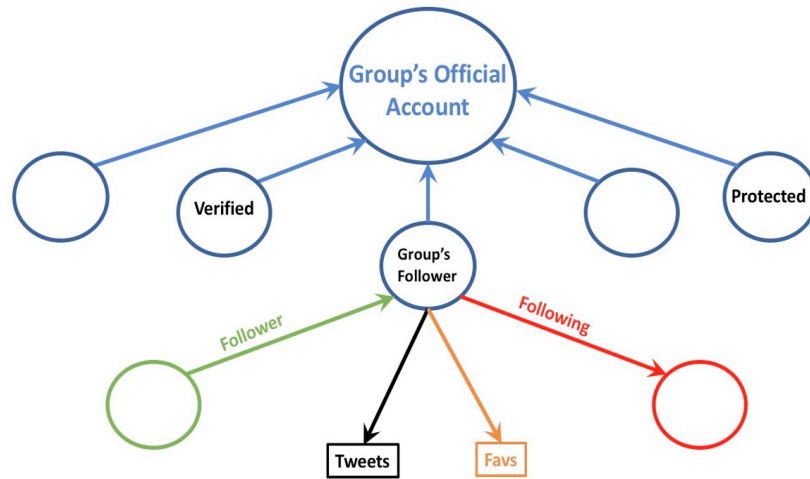 Group's Official
Account
Verified
Protected
Group's
Follower
Follower
Following
Tweets
Favs